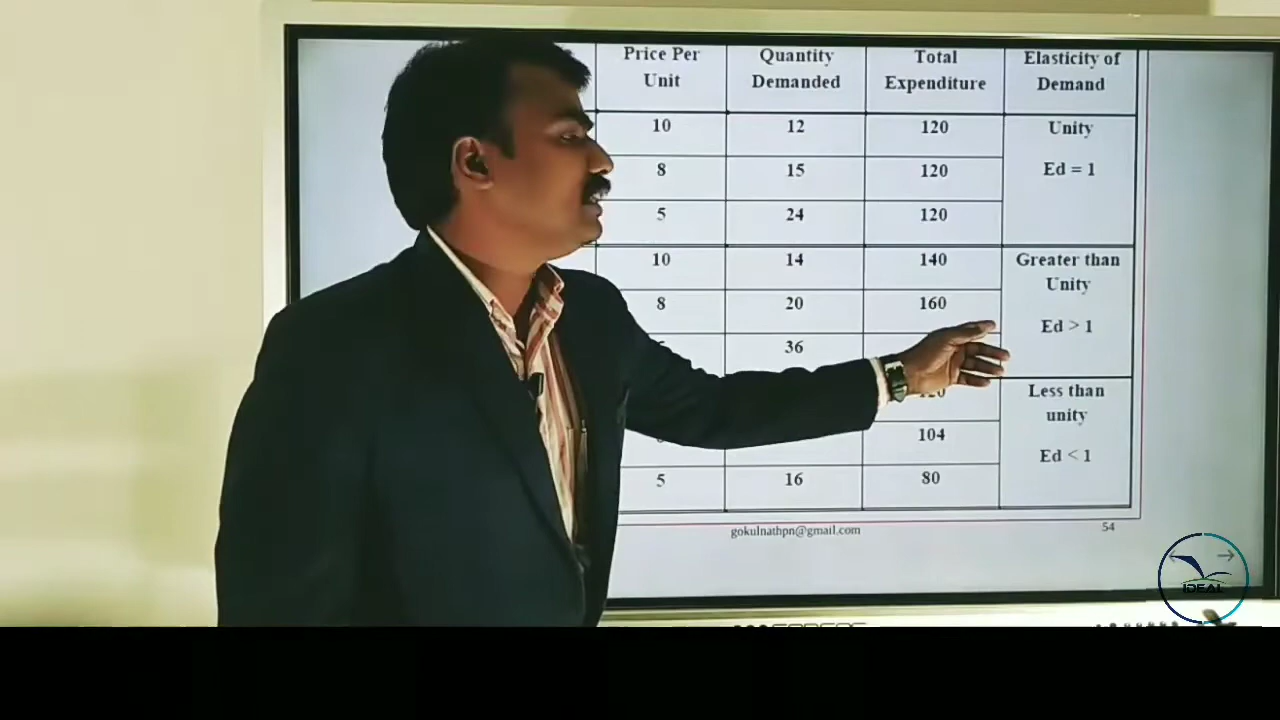 Price Per Unit Quantity Demanded Total Expenditure Elasticity of Demand
10 12 120 Unity
8 15 120 Ed = 1
5 24 120
10 14 140 Greater than Unity
8 20 160 Ed > 1
36
Less than unity
104 Ed < 1
5 16 80
gokulnathpn@gmail.com 54
IDEAL